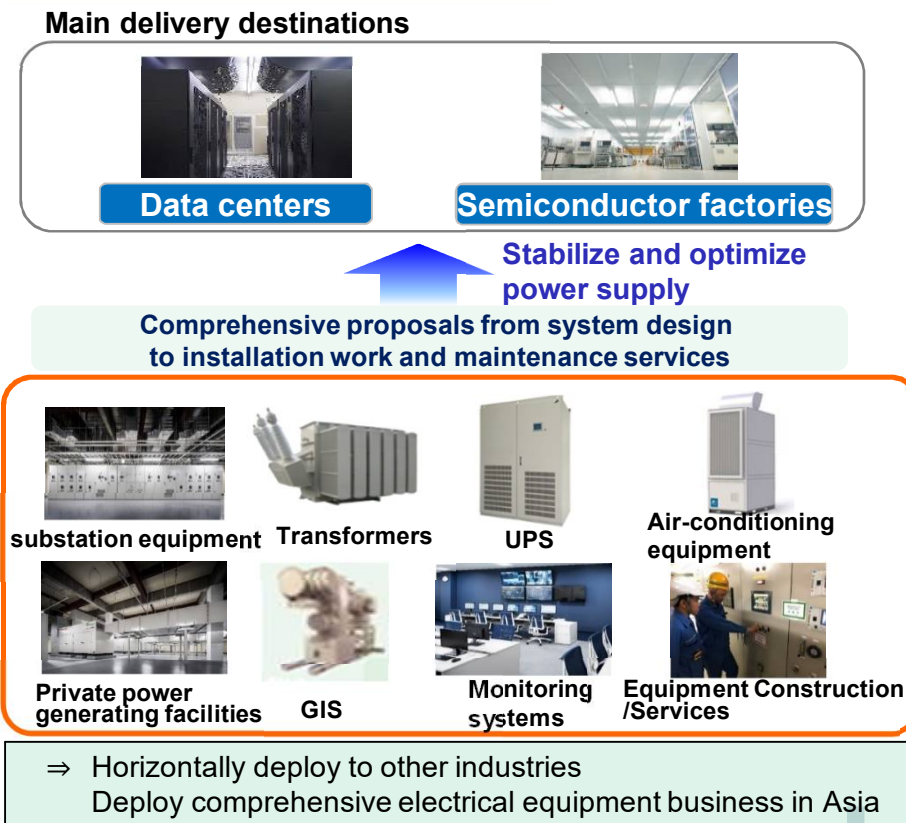 Main delivery destinations
Data centers
Semiconductor factories
Stabilize and optimize
power supply
Comprehensive proposals from system design
to installation work and maintenance services
substation equipment
Transformers
UPS
Air-conditioning
equipment
Private power
generating facilities
GIS
Monitoring
systems
Equipment Construction
/Services
⇒ Horizontally deploy to other industries
Deploy comprehensive electrical equipment business in Asia